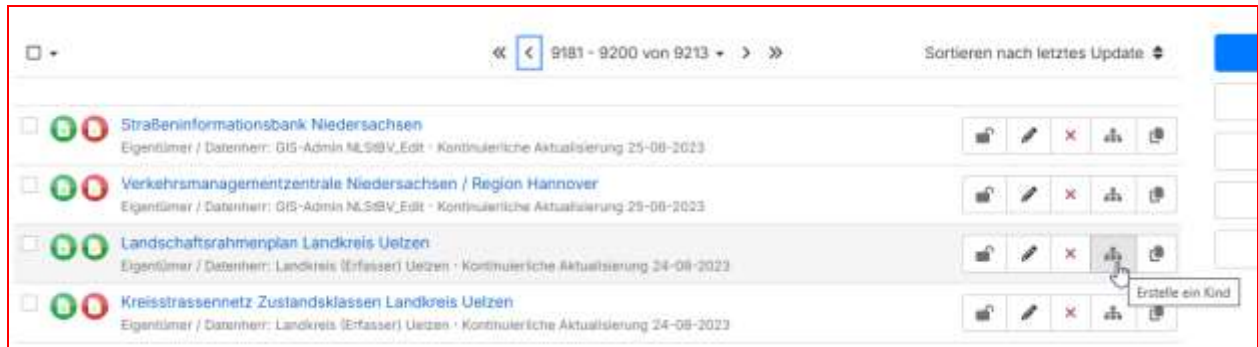 9181 - 9200 von 9213
Sortieren nach letztes Update
Straßeninformationsbank Niedersachsen
Eigentümer / Datenherr: GIS-Admin NLStBV_Edit · Kontinuierliche Aktualisierung 25-08-2023
Verkehrsmanagementzentrale Niedersachsen / Region Hannover
Eigentümer / Datenherr: GIS-Admin NLStBV_Edit · Kontinuierliche Aktualisierung 25-08-2023
Landschaftsrahmenplan Landkreis Uelzen
Eigentümer / Datenherr: Landkreis (Erfasser) Uelzen · Kontinuierliche Aktualisierung 24-08-2023
Erstelle ein Kind
Kreisstrassennetz Zustandsklassen Landkreis Uelzen
Eigentümer / Datenherr: Landkreis (Erfasser) Uelzen · Kontinuierliche Aktualisierung 24-08-2023